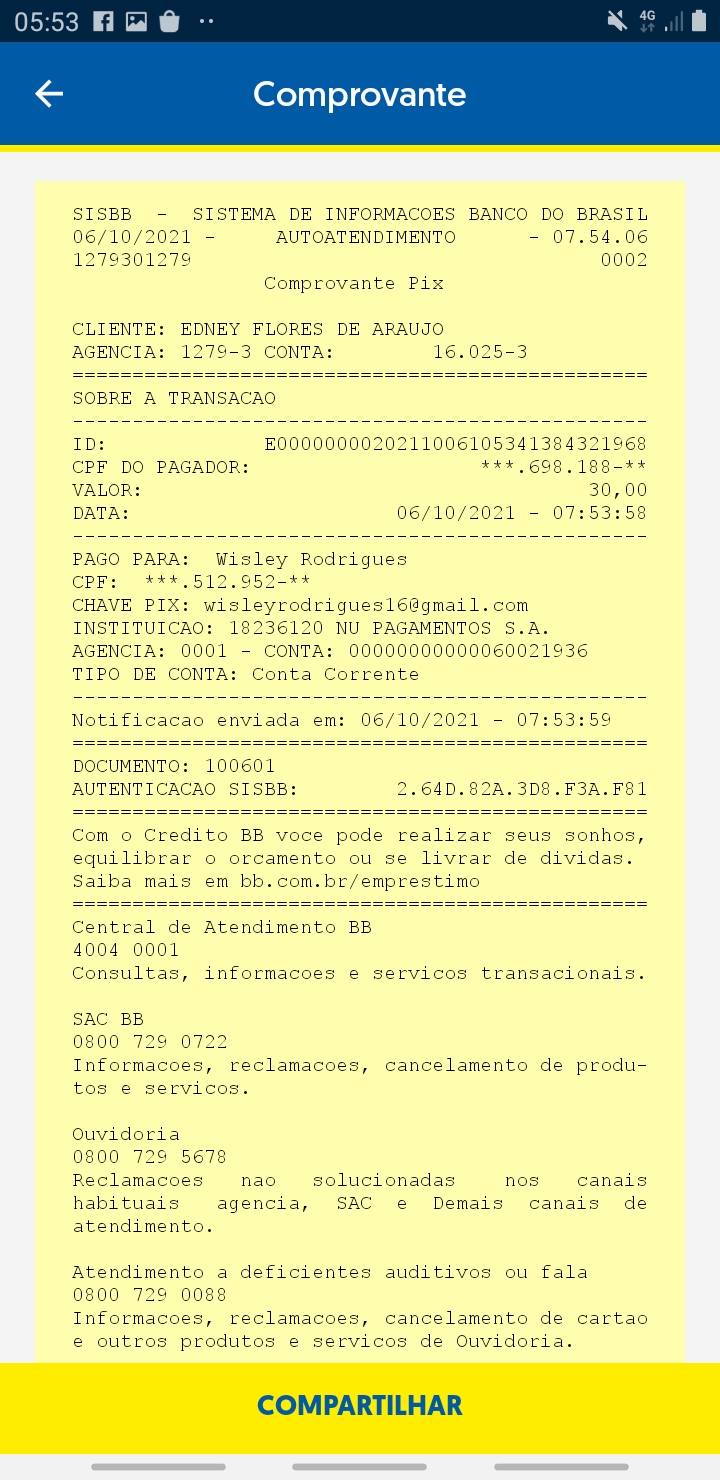 05:53
4G
Comprovante
SISBB - SISTEMA DE INFORMACOES BANCO DO BRASIL
06/10/2021 - AUTOATENDIMENTO - 07.54.06
1279301279 0002
Comprovante Pix
CLIENTE: EDNEY FLORES DE ARAUJO
AGENCIA: 1279-3 CONTA: 16.025-3
================================================
SOBRE A TRANSACAO
------------------------------------------------
ID: E00000000202110061053413843219​68
CPF DO PAGADOR: ***.698.188-**
VALOR: 30,00
DATA: 06/10/2021 - 07:53:58
------------------------------------------------
PAGO PARA: Wisley Rodrigues
CPF: ***.512.952-**
CHAVE PIX: wisleyrodrigues16@gmail.com
INSTITUICAO: 18236120 NU PAGAMENTOS S.A.
AGENCIA: 0001 - CONTA: 00000000000060021936
TIPO DE CONTA: Conta Corrente
------------------------------------------------
Notificacao enviada em: 06/10/2021 - 07:53:59
================================================
DOCUMENTO: 100601
AUTENTICACAO SISBB: 2.64D.82A.3D8.F3A.F81
================================================
Com o Credito BB voce pode realizar seus sonhos,
equilibrar o orcamento ou se livrar de dividas.
Saiba mais em bb.com.br/emprestimo
================================================
Central de Atendimento BB
4004 0001
Consultas, informacoes e servicos transacionais.
SAC BB
0800 729 0722
Informacoes, reclamacoes, cancelamento de produ-
tos e servicos.
Ouvidoria
0800 729 5678
Reclamacoes nao solucionadas nos canais
habituais agencia, SAC e Demais canais de
atendimento.
Atendimento a deficientes auditivos ou fala
0800 729 0088
Informacoes, reclamacoes, cancelamento de cartao
e outros produtos e servicos de Ouvidoria.
COMPARTILHAR